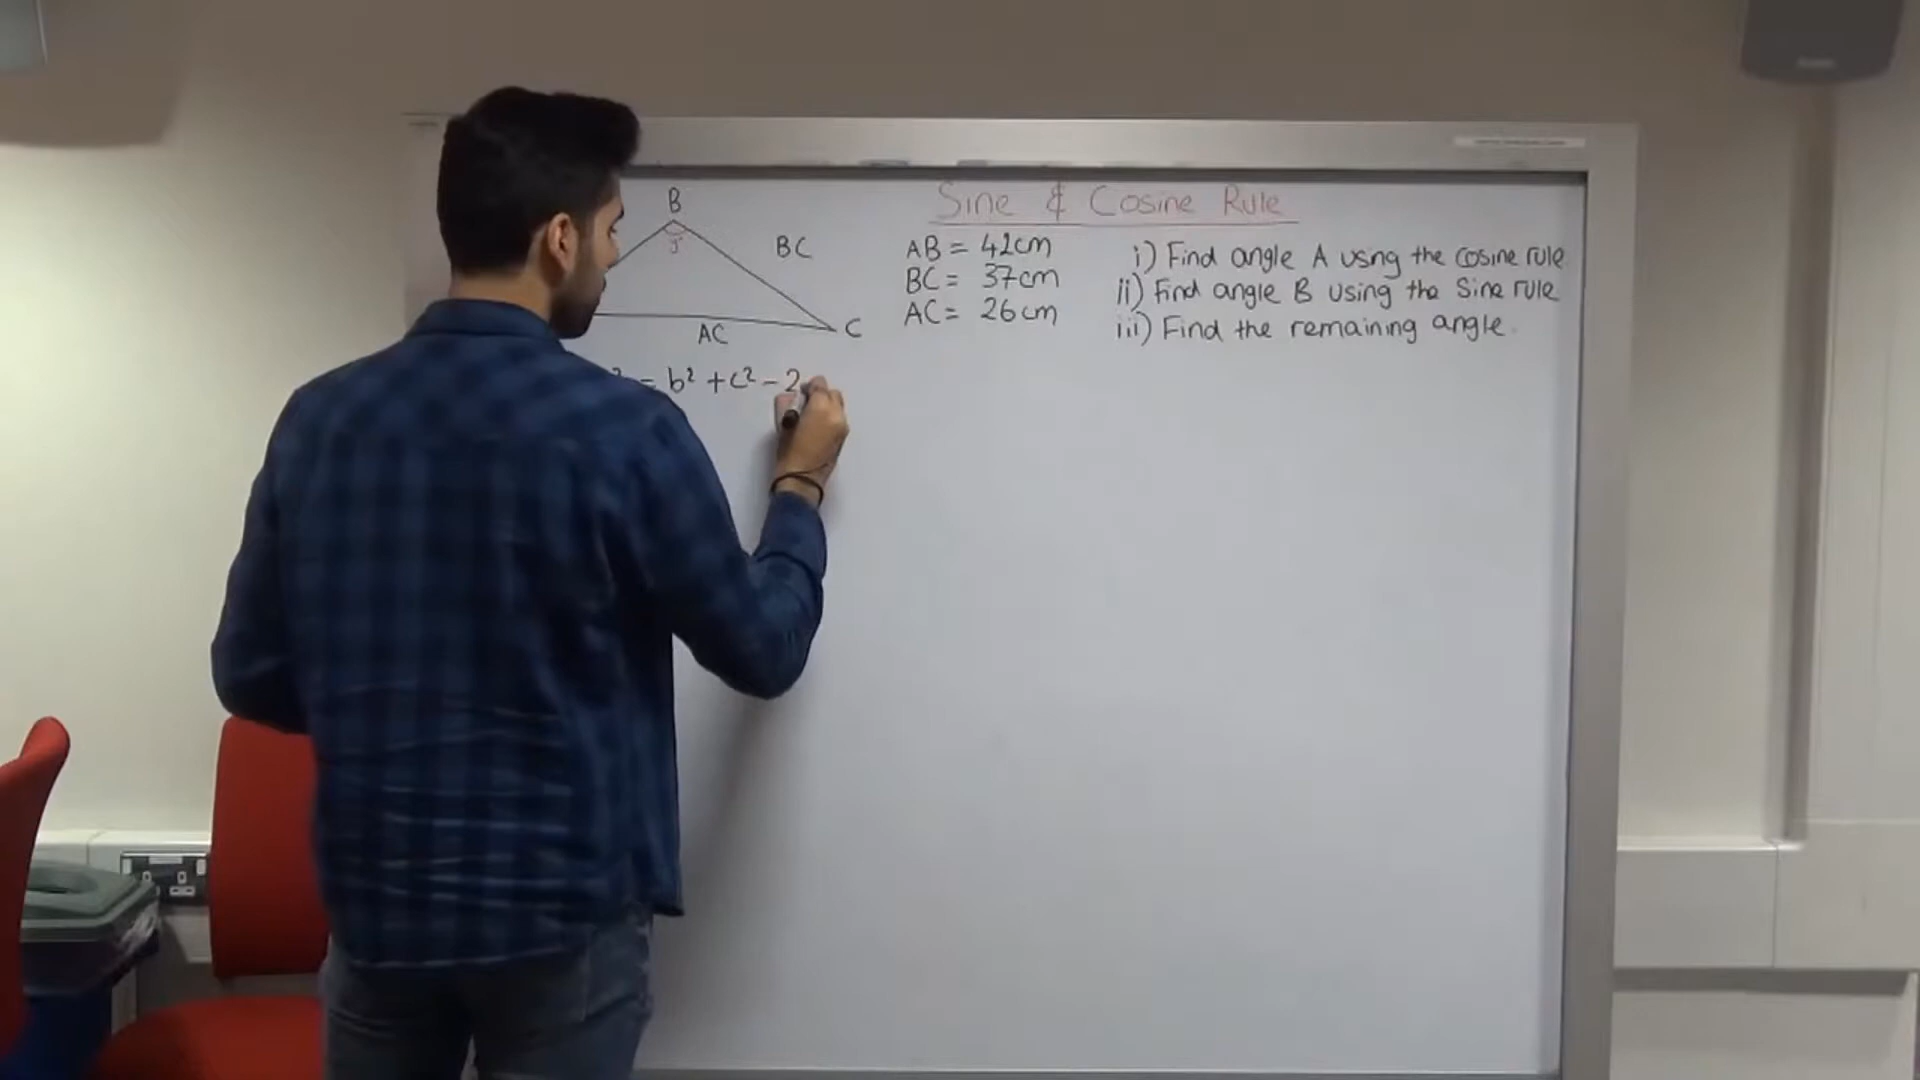 Sine & Cosine Rule
B
BC
AC
C
AB = 42cm
BC = 37cm
AC = 26cm
i) Find angle A using the cosine rule
ii) Find angle B using the Sine rule
iii) Find the remaining angle.
² = b² + c² - 2